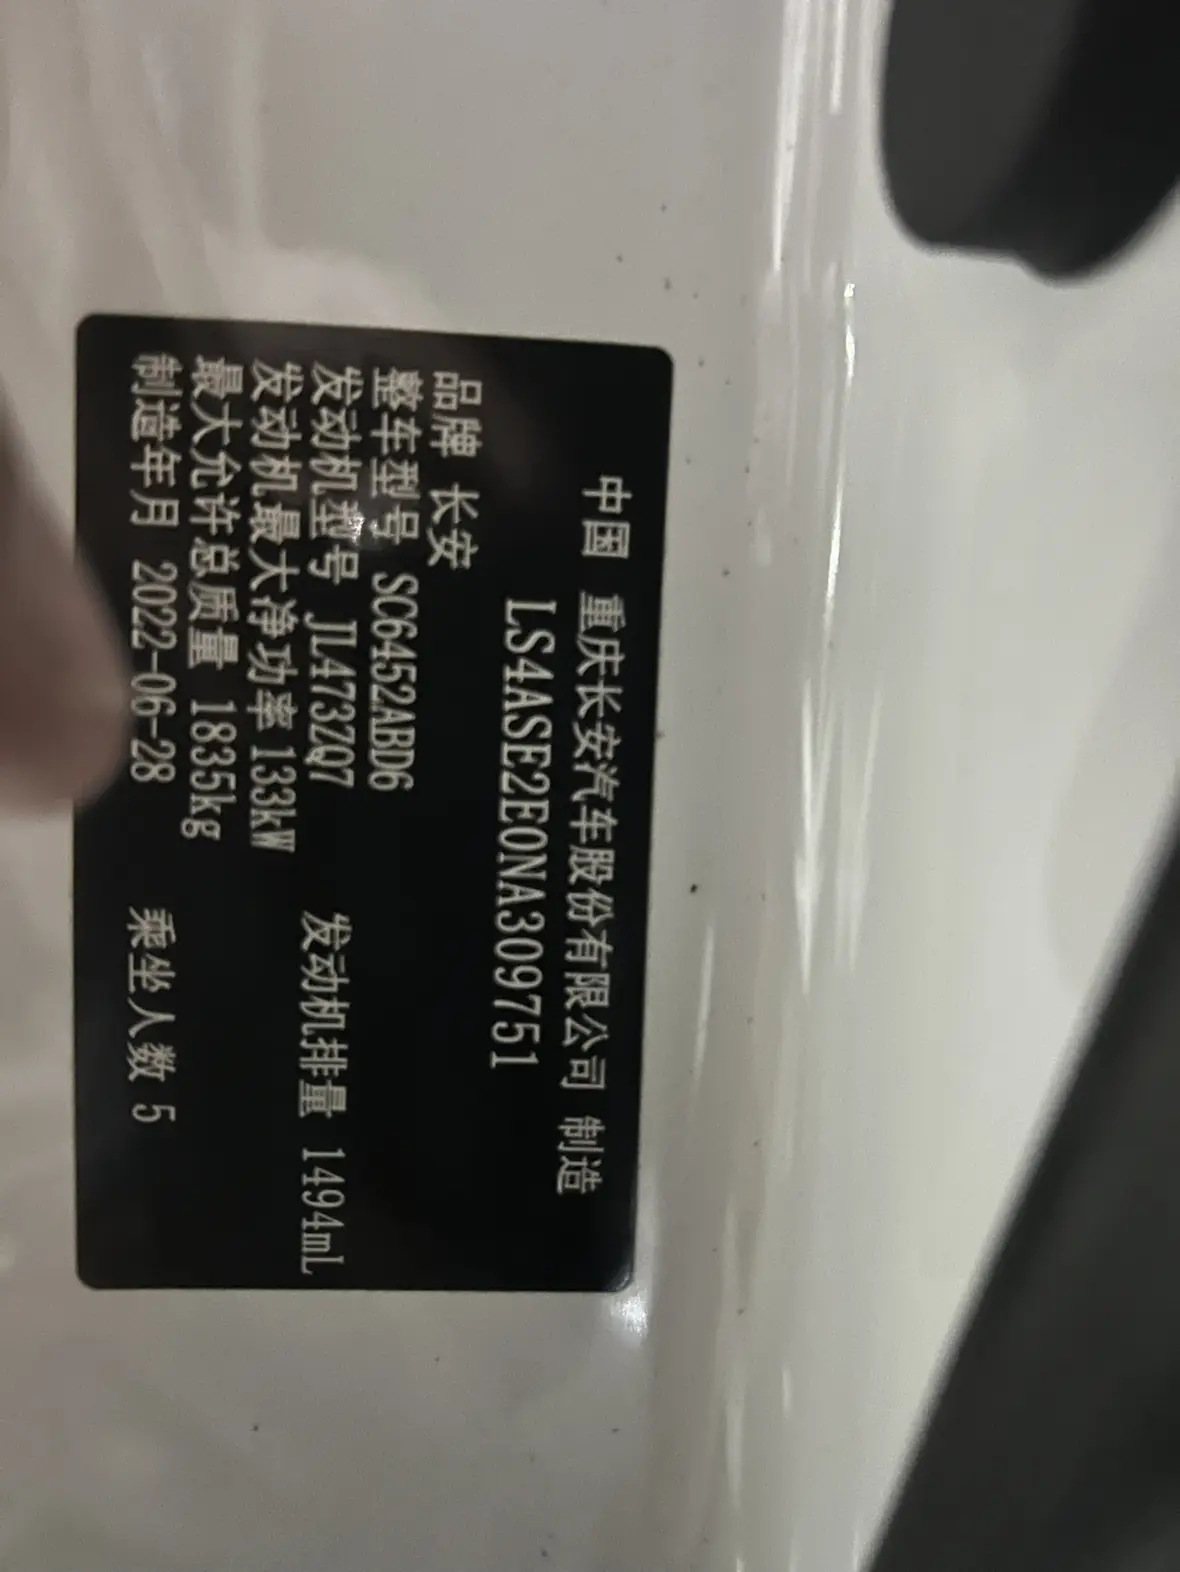 中国 重庆长安汽车股份有限公司 制造
LS4ASE2E0NA309751
品牌 长安
整车型号 SC6452ABD6
发动机型号 JL473ZQ7 发动机排量 1494mL
发动机最大净功率 133kW
最大允许总质量 1835kg
制造年月 2022-06-28 乘坐人数 5